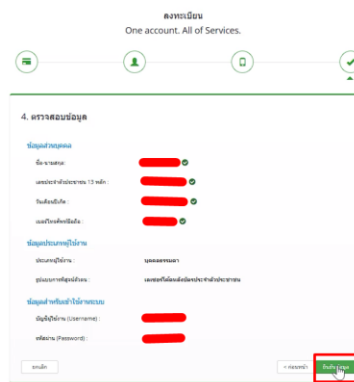 ลงทะเบียน
One account. All of Services.
4. ตรวจสอบข้อมูล
ข้อมูลส่วนบุคคล
ชื่อ-นามสกุล:
เลขประจำตัวประชาชน 13 หลัก :
วันเดือนปีเกิด :
เบอร์โทรศัพท์มือถือ :
ข้อมูลประเภทผู้ใช้งาน
ประเภทผู้ใช้งาน : บุคคลธรรมดา
รูปแบบการพิสูจน์ตัวตน : เลเซอร์ไอดีหลังบัตรประจำตัวประชาชน
ข้อมูลสำหรับเข้าใช้งานระบบ
บัญชีผู้ใช้งาน (Username) :
รหัสผ่าน (Password) :
ยกเลิก < ก่อนหน้า